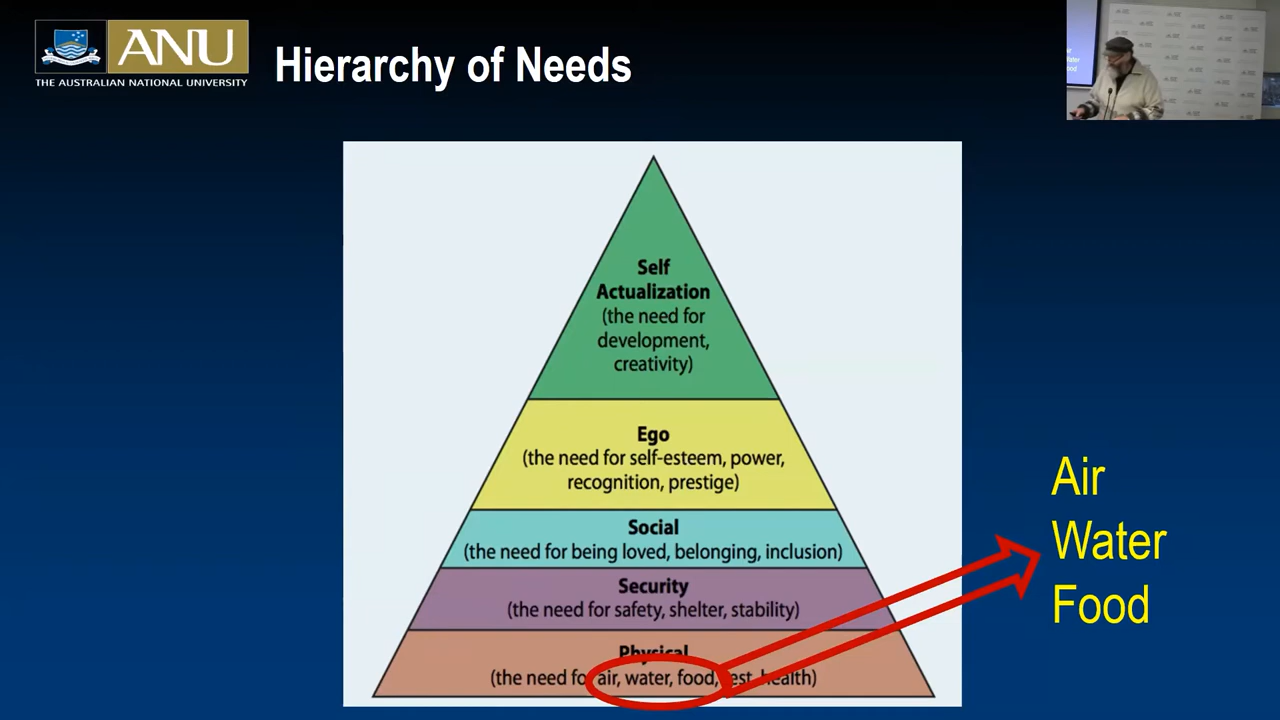 ANU
THE AUSTRALIAN NATIONAL UNIVERSITY
Hierarchy of Needs
Self
Actualization
(the need for
development,
creativity)
Ego
(the need for self-esteem, power,
recognition, prestige)
Social
(the need for being loved, belonging, inclusion)
Security
(the need for safety, shelter, stability)
Physical
(the need for air, water, food, rest, health)
Air
Water
Food